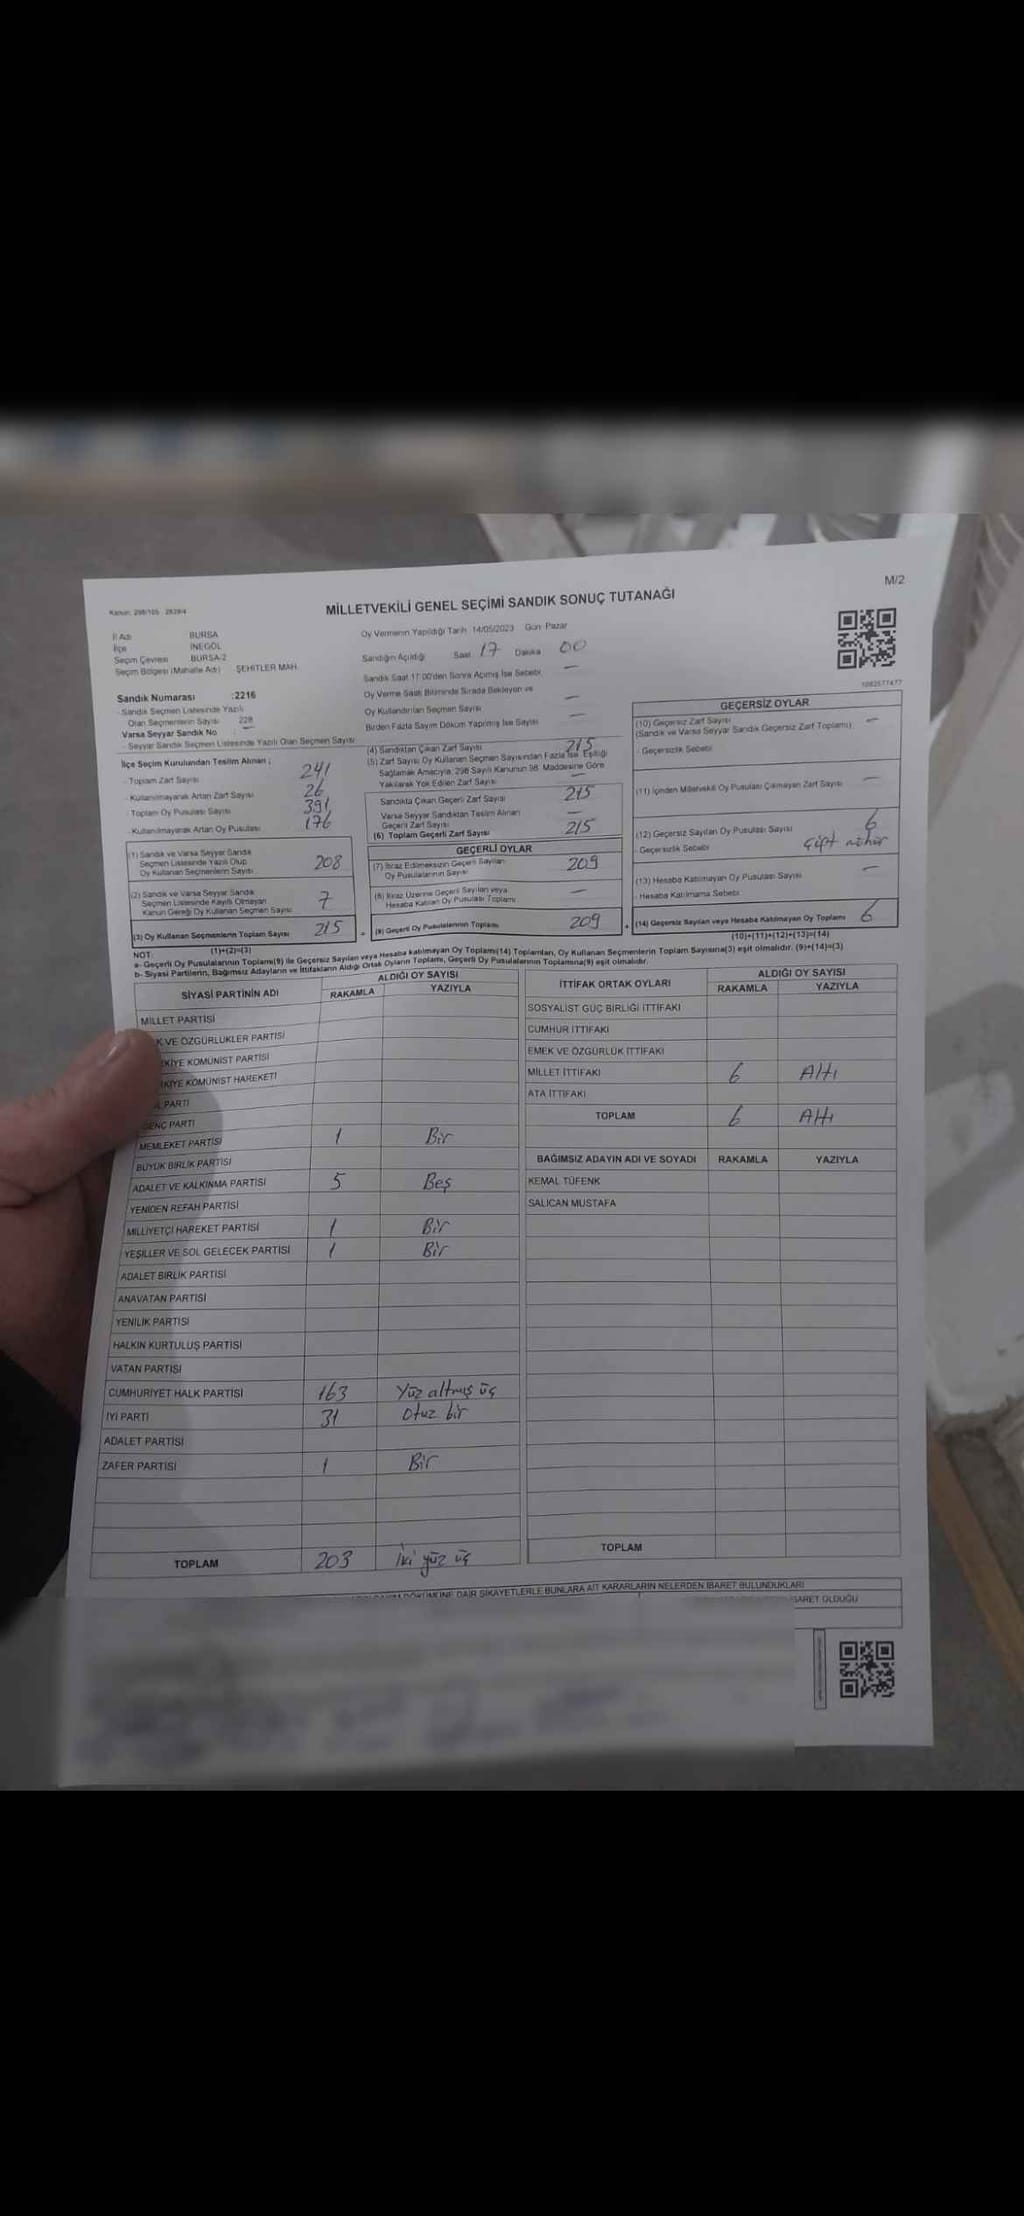 M/2
Kanun: 298/105 - 2839/4
MİLLETVEKİLİ GENEL SEÇİMİ SANDIK SONUÇ TUTANAĞI
İl Adı BURSA
İlçe İNEGÖL
Seçim Çevresi BURSA-2
Seçim Bölgesi (Mahalle Adı) ŞEHİTLER MAH.
Sandık Numarası :2216
- Sandık Seçmen Listesinde Yazılı
Olan Seçmenlerin Sayısı 228
Varsa Seyyar Sandık No : —
- Seyyar Sandık Seçmen Listesinde Yazılı Olan Seçmen Sayısı
Oy Vermenin Yapıldığı Tarih 14/05/2023 Gün Pazar
Sandığın Açıldığı Saat 17 Dakika 00
Sandık Saat 17.00'den Sonra Açılmış İse Sebebi —
Oy Verme Saati Bitiminde Sırada Bekleyen ve
Oy Kullandırılan Seçmen Sayısı —
Birden Fazla Sayım Döküm Yapılmış İse Sayısı —
1082577477
İlçe Seçim Kurulundan Teslim Alınan ;
- Toplam Zarf Sayısı 241
- Kullanılmayarak Artan Zarf Sayısı 26
- Toplam Oy Pusulası Sayısı 391
- Kullanılmayarak Artan Oy Pusulası 176
(1) Sandık ve Varsa Seyyar Sandık
Seçmen Listesinde Yazılı Olup
Oy Kullanan Seçmenlerin Sayısı 208
(2) Sandık ve Varsa Seyyar Sandık
Seçmen Listesinde Kayıtlı Olmayan
Kanun Gereği Oy Kullanan Seçmen Sayısı 7
(3) Oy Kullanan Seçmenlerin Toplam Sayısı 215
(1)+(2)=(3)
(4) Sandıktan Çıkan Zarf Sayısı 215
(5) Zarf Sayısı Oy Kullanan Seçmen Sayısından Fazla İse, Eşitliği
Sağlamak Amacıyla, 298 Sayılı Kanunun 98. Maddesine Göre
Yakılarak Yok Edilen Zarf Sayısı —
Sandıkta Çıkan Geçerli Zarf Sayısı 215
Varsa Seyyar Sandıktan Teslim Alınan
Geçerli Zarf Sayısı —
(6) Toplam Geçerli Zarf Sayısı 215
GEÇERLİ OYLAR
(7) İtiraz Edilmeksizin Geçerli Sayılan
Oy Pusulalarının Sayısı 209
(8) İtiraz Üzerine Geçerli Sayılan veya
Hesaba Katılan Oy Pusulası Toplamı —
= (9) Geçerli Oy Pusulalarının Toplamı 209 +
GEÇERSİZ OYLAR
(10) Geçersiz Zarf Sayısı —
(Sandık ve Varsa Seyyar Sandık Geçersiz Zarf Toplamı)
- Geçersizlik Sebebi
(11) İçinden Milletvekili Oy Pusulası Çıkmayan Zarf Sayısı —
(12) Geçersiz Sayılan Oy Pusulası Sayısı 6
- Geçersizlik Sebebi çift mühür
(13) Hesaba Katılmayan Oy Pusulası Sayısı —
- Hesaba Katılmama Sebebi
(14) Geçersiz Sayılan veya Hesaba Katılmayan Oy Toplamı 6
(10)+(11)+(12)+(13)=(14)
NOT:
a- Geçerli Oy Pusulalarının Toplamı(9) ile Geçersiz Sayılan veya Hesaba katılmayan Oy Toplamı(14) Toplamları, Oy Kullanan Seçmenlerin Toplam Sayısına(3) eşit olmalıdır. (9)+(14)=(3)
b- Siyasi Partilerin, Bağımsız Adayların ve İttifakların Aldığı Ortak Oyların Toplamı, Geçerli Oy Pusulalarının Toplamına(9) eşit olmalıdır.
SİYASİ PARTİNİN ADI ALDIĞI OY SAYISI
RAKAMLA YAZIYLA
MİLLET PARTİSİ
K VE ÖZGÜRLÜKLER PARTİSİ
RKİYE KOMÜNİST PARTİSİ
KİYE KOMÜNİST HAREKETİ
L PARTİ
GENÇ PARTİ
MEMLEKET PARTİSİ 1 Bir
BÜYÜK BİRLİK PARTİSİ
ADALET VE KALKINMA PARTİSİ 5 Beş
YENİDEN REFAH PARTİSİ
MİLLİYETÇİ HAREKET PARTİSİ 1 Bir
YEŞİLLER VE SOL GELECEK PARTİSİ 1 Bir
ADALET BİRLİK PARTİSİ
ANAVATAN PARTİSİ
YENİLİK PARTİSİ
HALKIN KURTULUŞ PARTİSİ
VATAN PARTİSİ
CUMHURİYET HALK PARTİSİ 163 Yüz altmış üç
İYİ PARTİ 31 Otuz bir
ADALET PARTİSİ
ZAFER PARTİSİ 1 Bir
TOPLAM 203 İki yüz üç
İTTİFAK ORTAK OYLARI ALDIĞI OY SAYISI
RAKAMLA YAZIYLA
SOSYALİST GÜÇ BİRLİĞİ İTTİFAKI
CUMHUR İTTİFAKI
EMEK VE ÖZGÜRLÜK İTTİFAKI
MİLLET İTTİFAKI 6 Altı
ATA İTTİFAKI
TOPLAM 6 Altı
BAĞIMSIZ ADAYIN ADI VE SOYADI RAKAMLA YAZIYLA
KEMAL TÜFENK
SALİCAN MUSTAFA
TOPLAM
DÖKÜMÜNE DAİR ŞİKAYETLERLE BUNLARA AİT KARARLARIN NELERDEN İBARET BULUNDUKLARI
İBARET OLDUĞU